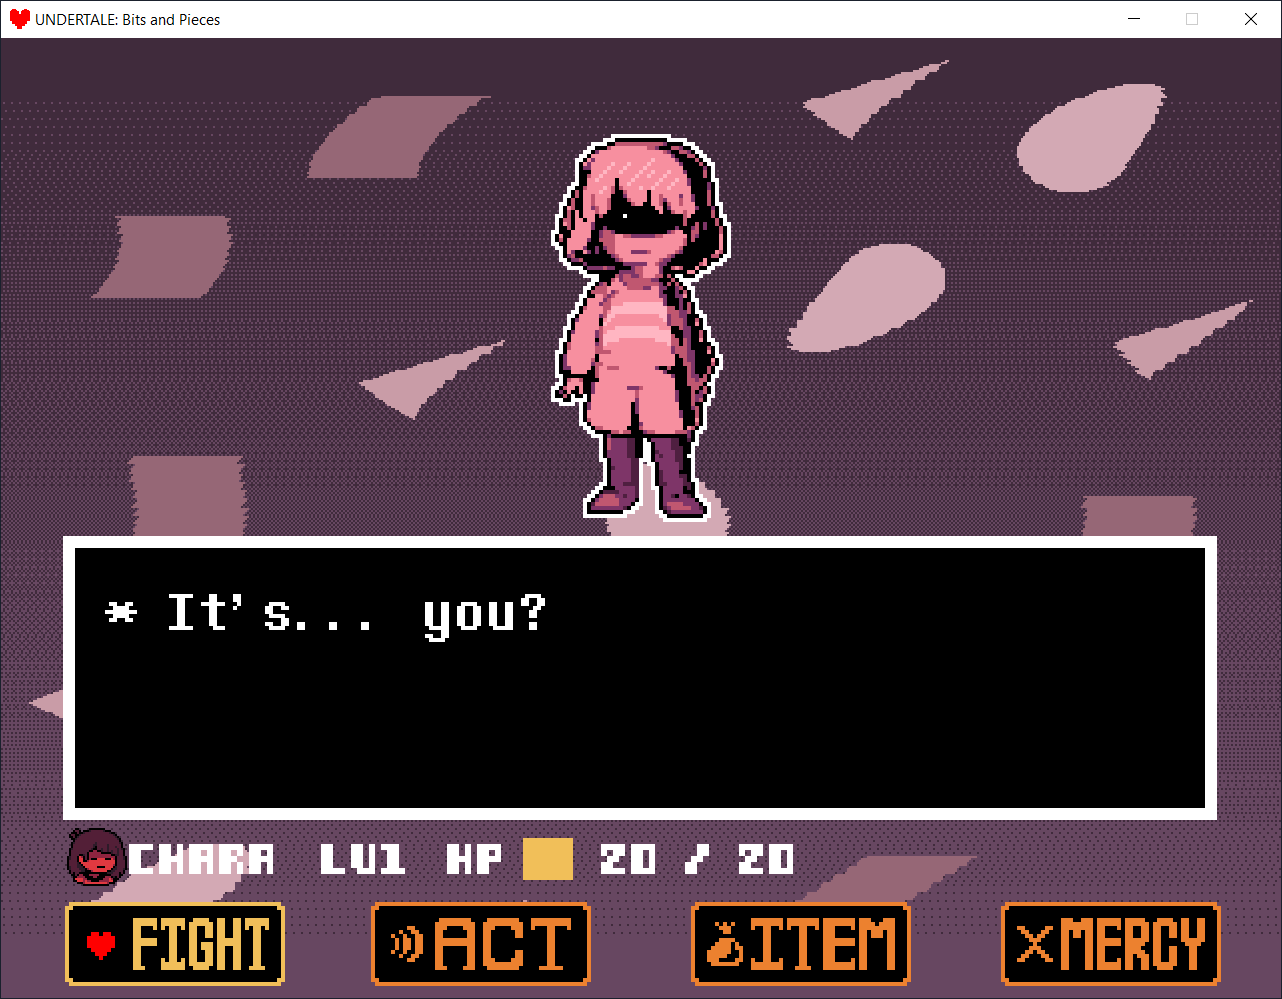 UNDERTALE: Bits and Pieces
* It's... you?
CHARA LV1 HP 20 / 20
FIGHT ACT ITEM MERCY